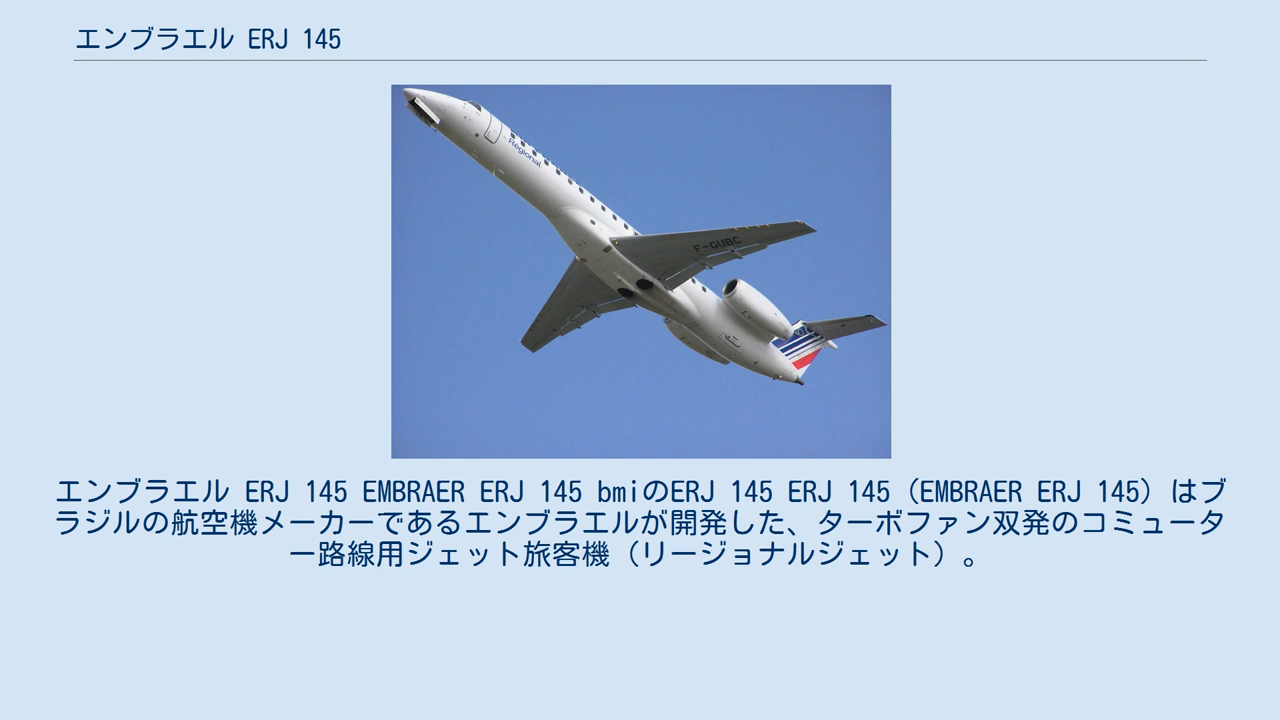 エンブラエル ERJ 145
Régional
F-GUBC
エンブラエル ERJ 145 EMBRAER ERJ 145 bmiのERJ 145 ERJ 145（EMBRAER ERJ 145）はブ
ラジルの航空機メーカーであるエンブラエルが開発した、ターボファン双発のコミュータ
ー路線用ジェット旅客機（リージョナルジェット）。